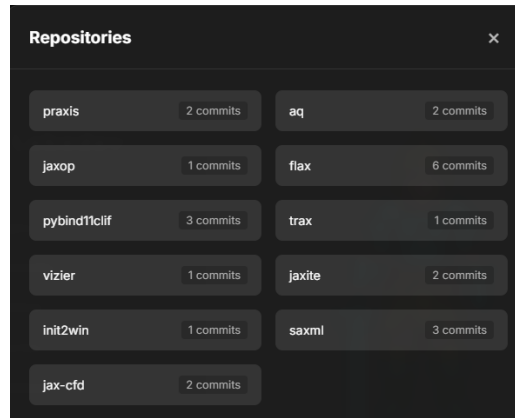 Repositories ×
praxis 2 commits aq 2 commits
jaxop 1 commits flax 6 commits
pybind11clif 3 commits trax 1 commits
vizier 1 commits jaxite 2 commits
init2win 1 commits saxml 3 commits
jax-cfd 2 commits